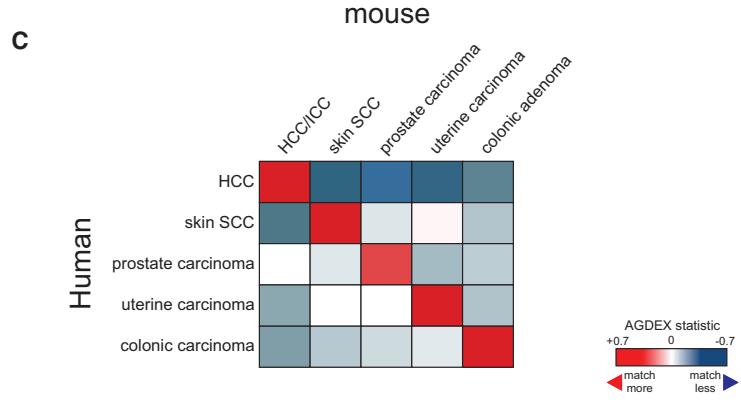 mouse
C
HCC/ICC
skin SCC
prostate carcinoma
uterine carcinoma
colonic adenoma
Human
HCC
skin SCC
prostate carcinoma
uterine carcinoma
colonic carcinoma
AGDEX statistic
+0.7 0 -0.7
match match
more less